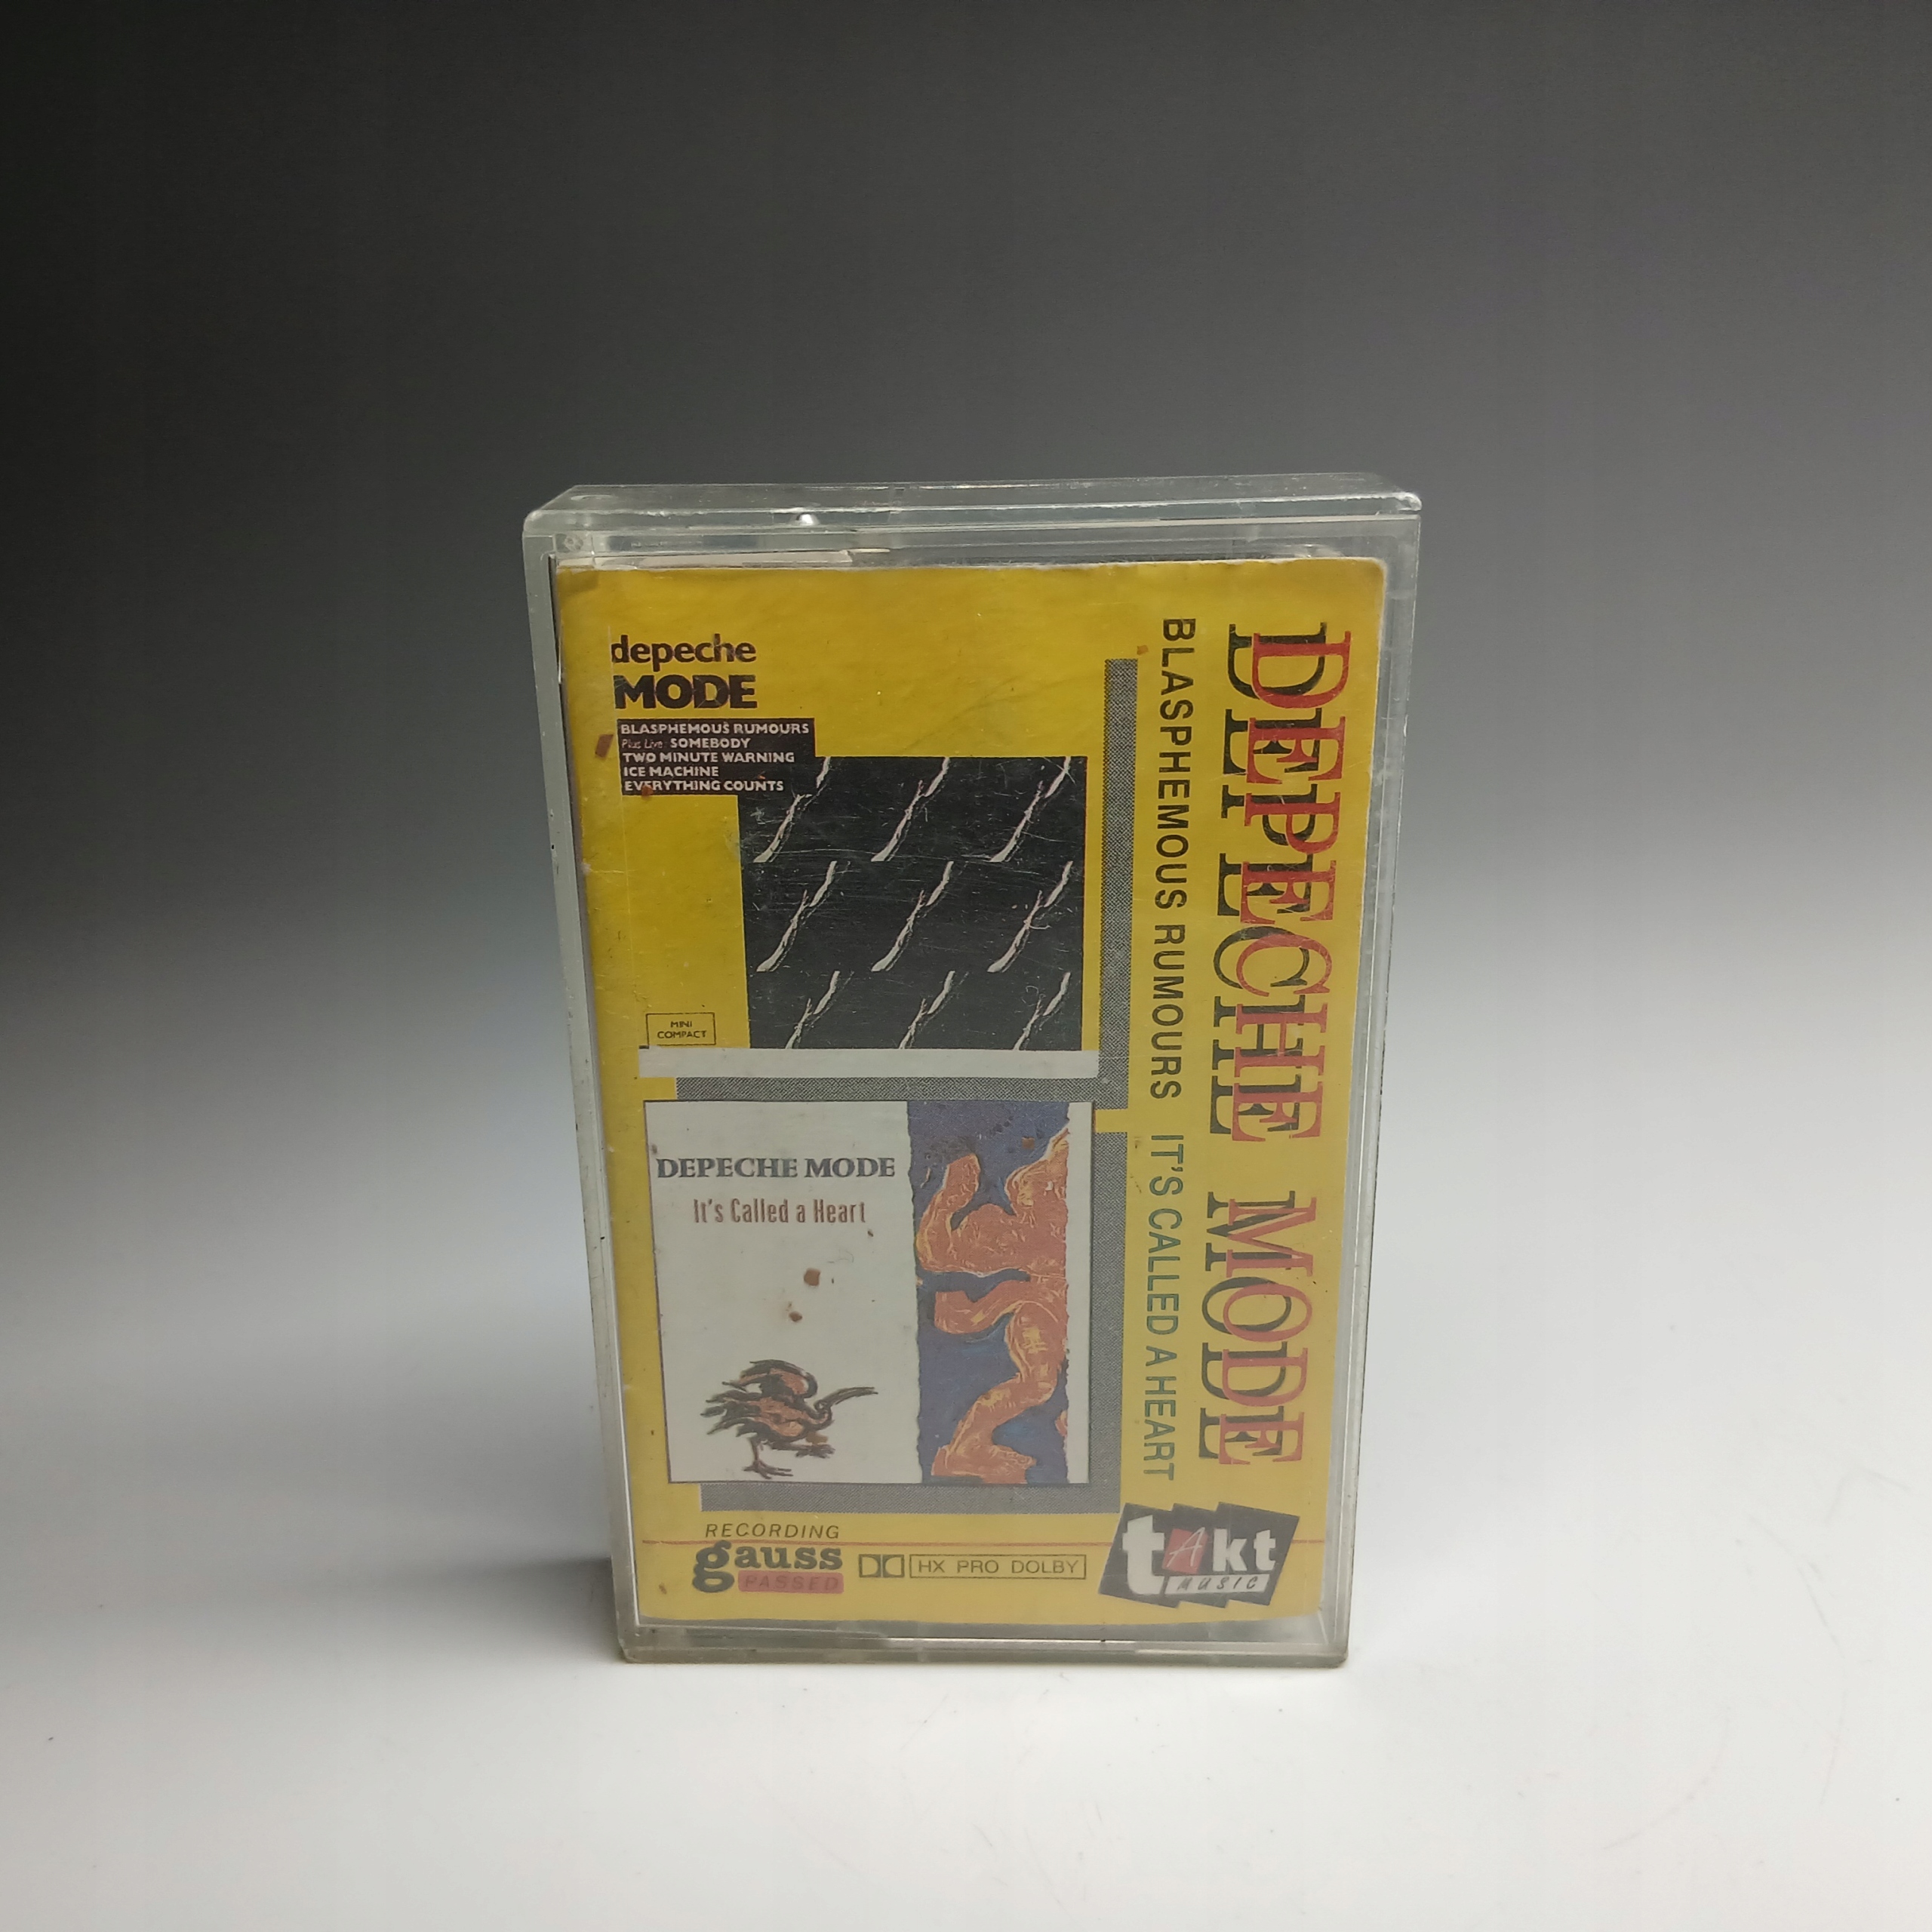 depeche
MODE
BLASPHEMOUS RUMOURS
Plus Live SOMEBODY
TWO MINUTE WARNING
ICE MACHINE
EVERYTHING COUNTS
MINI
COMPACT
DEPECHE MODE
It's Called a Heart
DEPECHE MODE
BLASPHEMOUS RUMOURS IT'S CALLED A HEART
RECORDING
gauss
PASSED
HX PRO DOLBY
tAkt
MUSIC